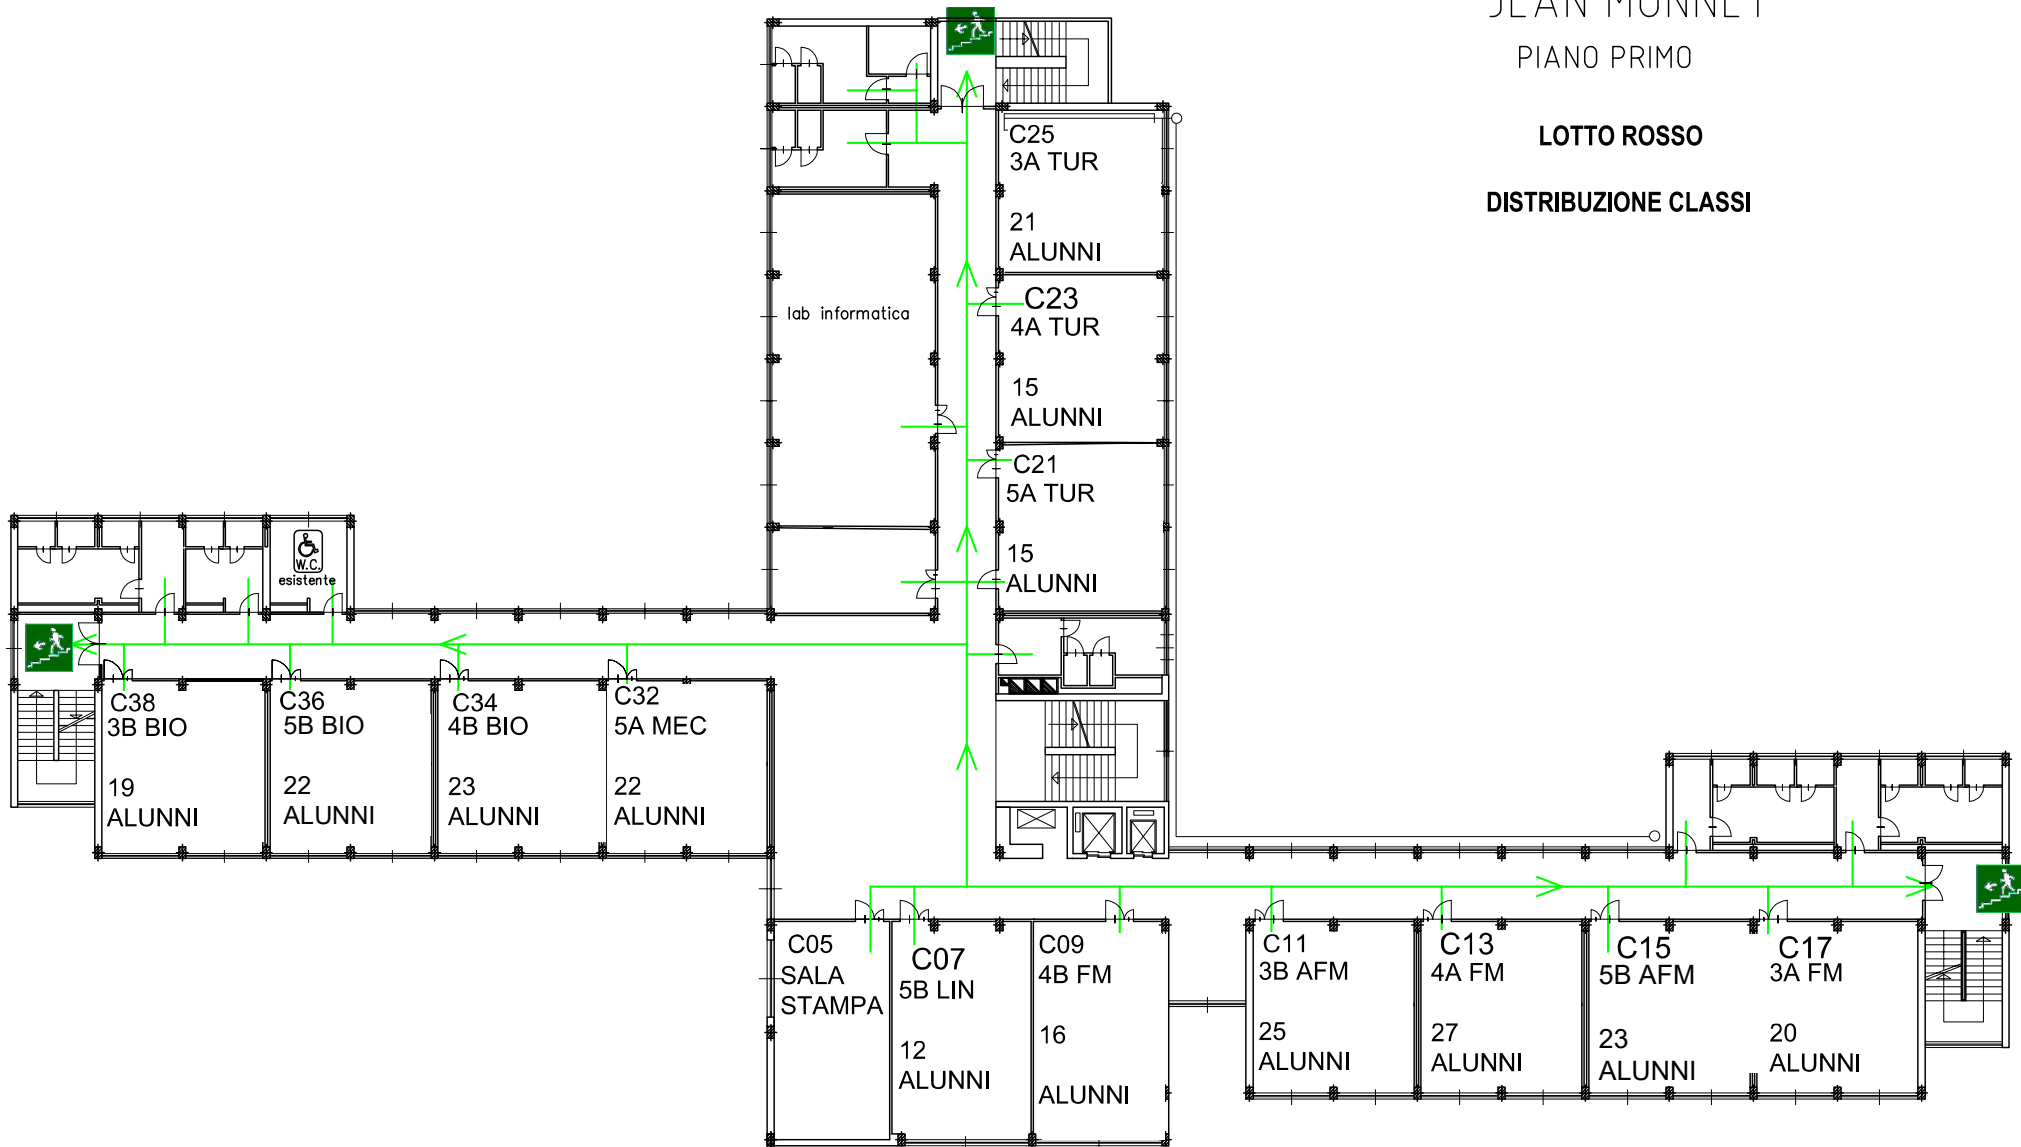 JEAN MONNET
PIANO PRIMO
LOTTO ROSSO
DISTRIBUZIONE CLASSI
C25
3A TUR
21
ALUNNI
C23
4A TUR
15
ALUNNI
lab informatica
C21
5A TUR
15
ALUNNI
W.C.
esistente
C38
3B BIO
19
ALUNNI
C36
5B BIO
22
ALUNNI
C34
4B BIO
23
ALUNNI
C32
5A MEC
22
ALUNNI
C05
SALA
STAMPA
C07
5B LIN
12
ALUNNI
C09
4B FM
16
ALUNNI
C11
3B AFM
25
ALUNNI
C13
4A FM
27
ALUNNI
C15
5B AFM
23
ALUNNI
C17
3A FM
20
ALUNNI